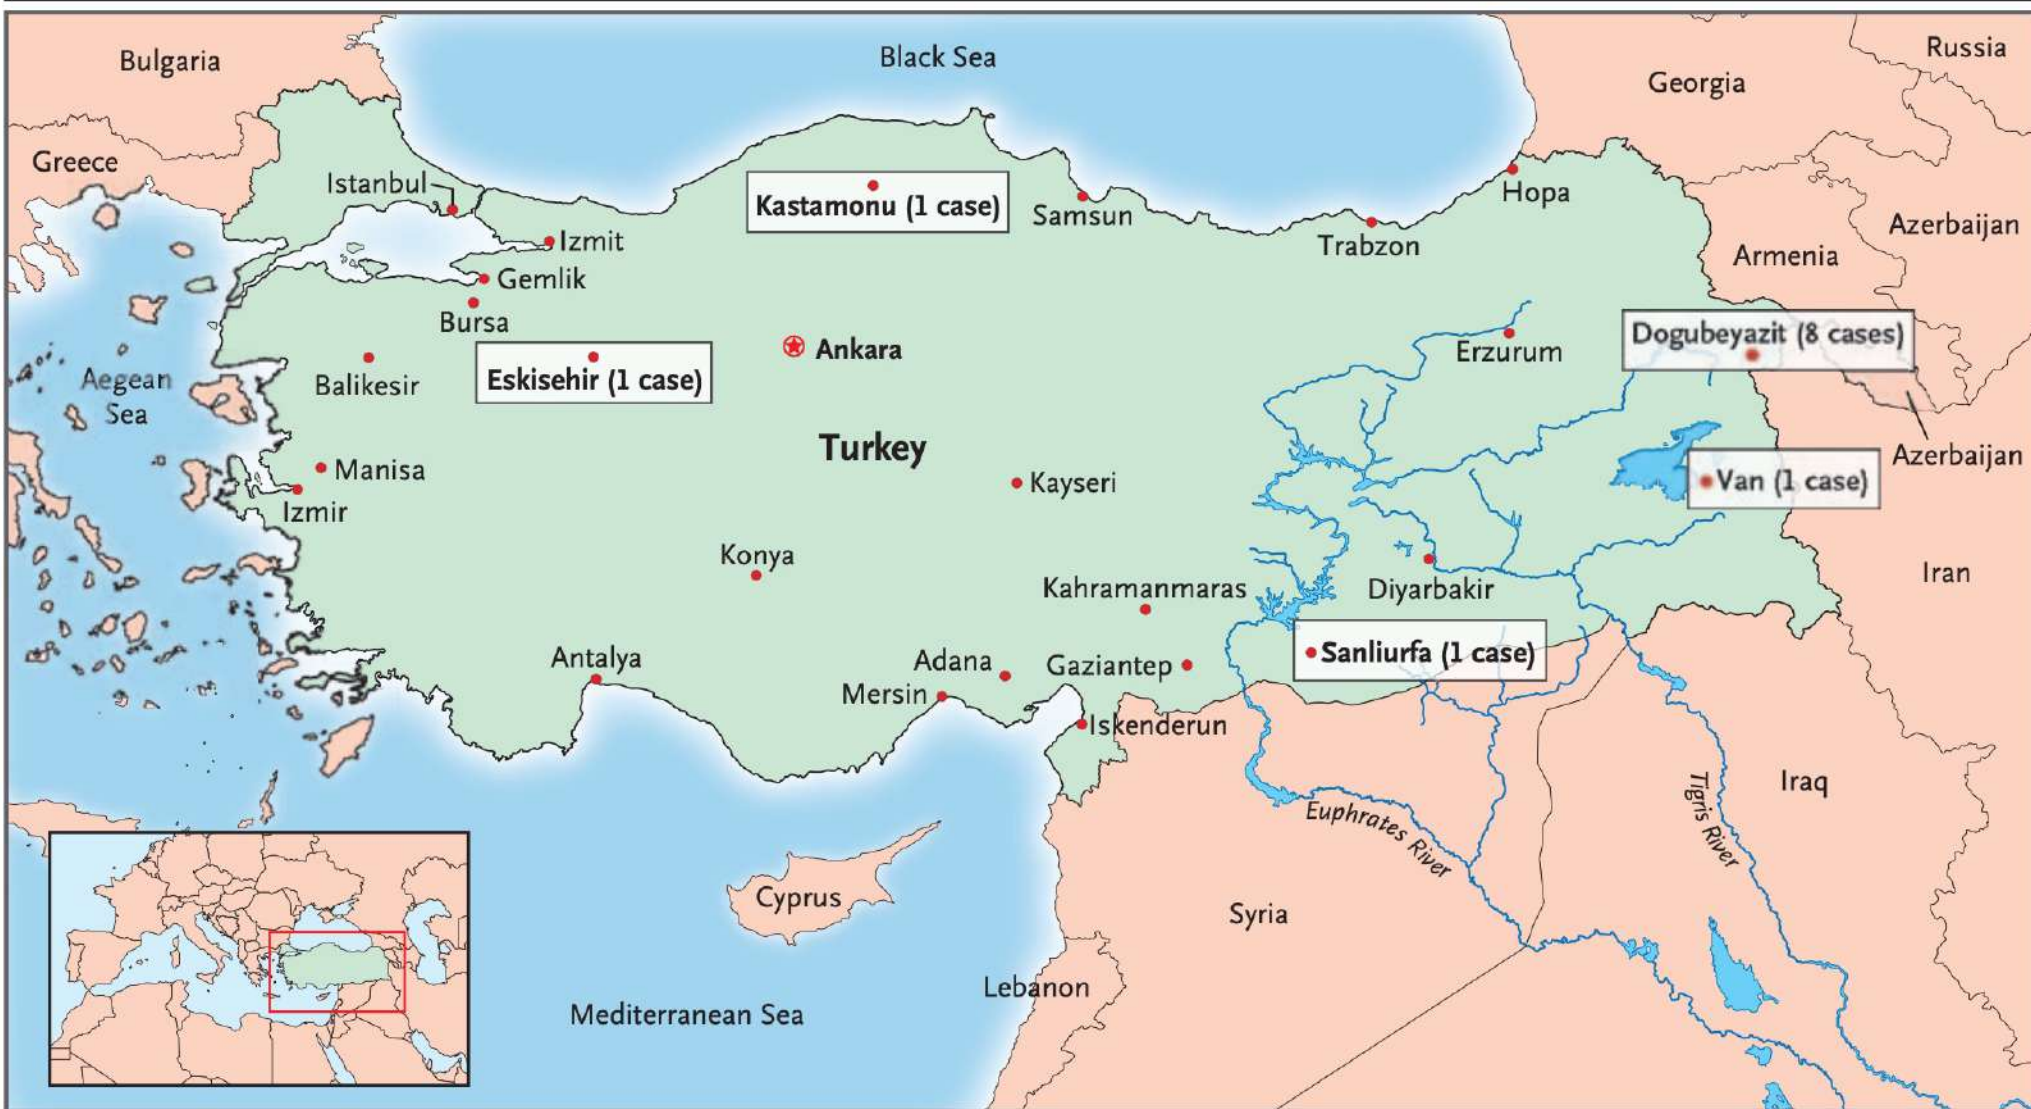 Bulgaria
Black Sea
Russia
Georgia
Greece
Istanbul
Kastamonu (1 case)
Samsun
Hopa
Izmit
Trabzon
Azerbaijan
Armenia
Gemlik
Bursa
Ankara
Erzurum
Dogubeyazit (8 cases)
Aegean
Sea
Balikesir
Eskisehir (1 case)
Turkey
Azerbaijan
Manisa
Kayseri
Van (1 case)
Izmir
Konya
Kahramanmaras
Diyarbakir
Iran
Antalya
Adana
Gaziantep
Sanliurfa (1 case)
Mersin
Iskenderun
Euphrates River
Tigris River
Iraq
Cyprus
Syria
Lebanon
Mediterranean Sea